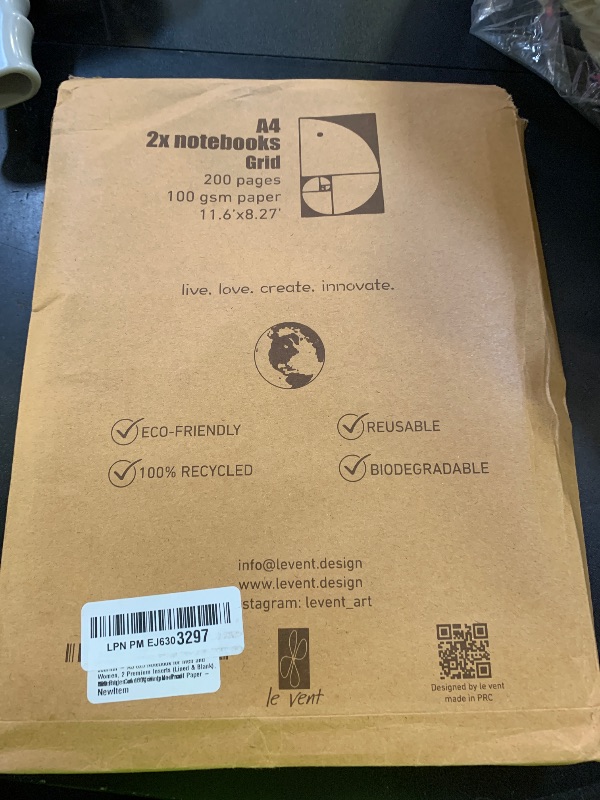 A4
2x notebooks
Grid
200 pages
100 gsm paper
11.6'x8.27'
live. love. create. innovate.
ECO-FRIENDLY
REUSABLE
100% RECYCLED
BIODEGRADABLE
info@levent.design
www.levent.design
stagram: levent_art
LPN PM EJ6303297
Women, 2 Premiere Inserts (Lined & Blank),
Paper –
NewItem
le vent
Designed by le vent
made in PRC